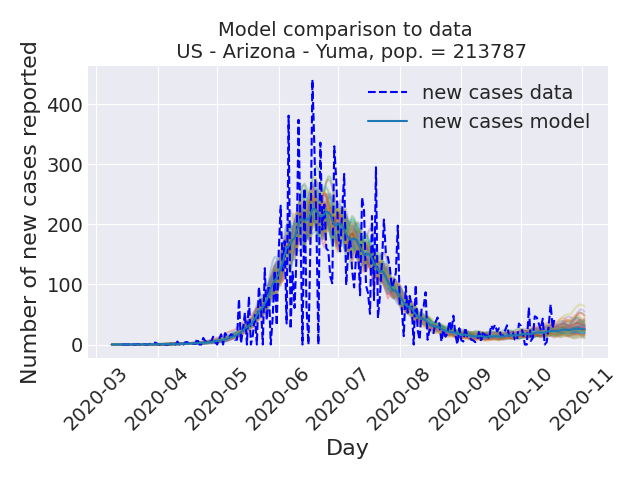 Model comparison to data
US - Arizona - Yuma, pop. = 213787
Number of new cases reported
400
300
200
100
0
new cases data
new cases model
2020-03
2020-04
2020-05
2020-06
2020-07
2020-08
2020-09
2020-10
2020-11
Day